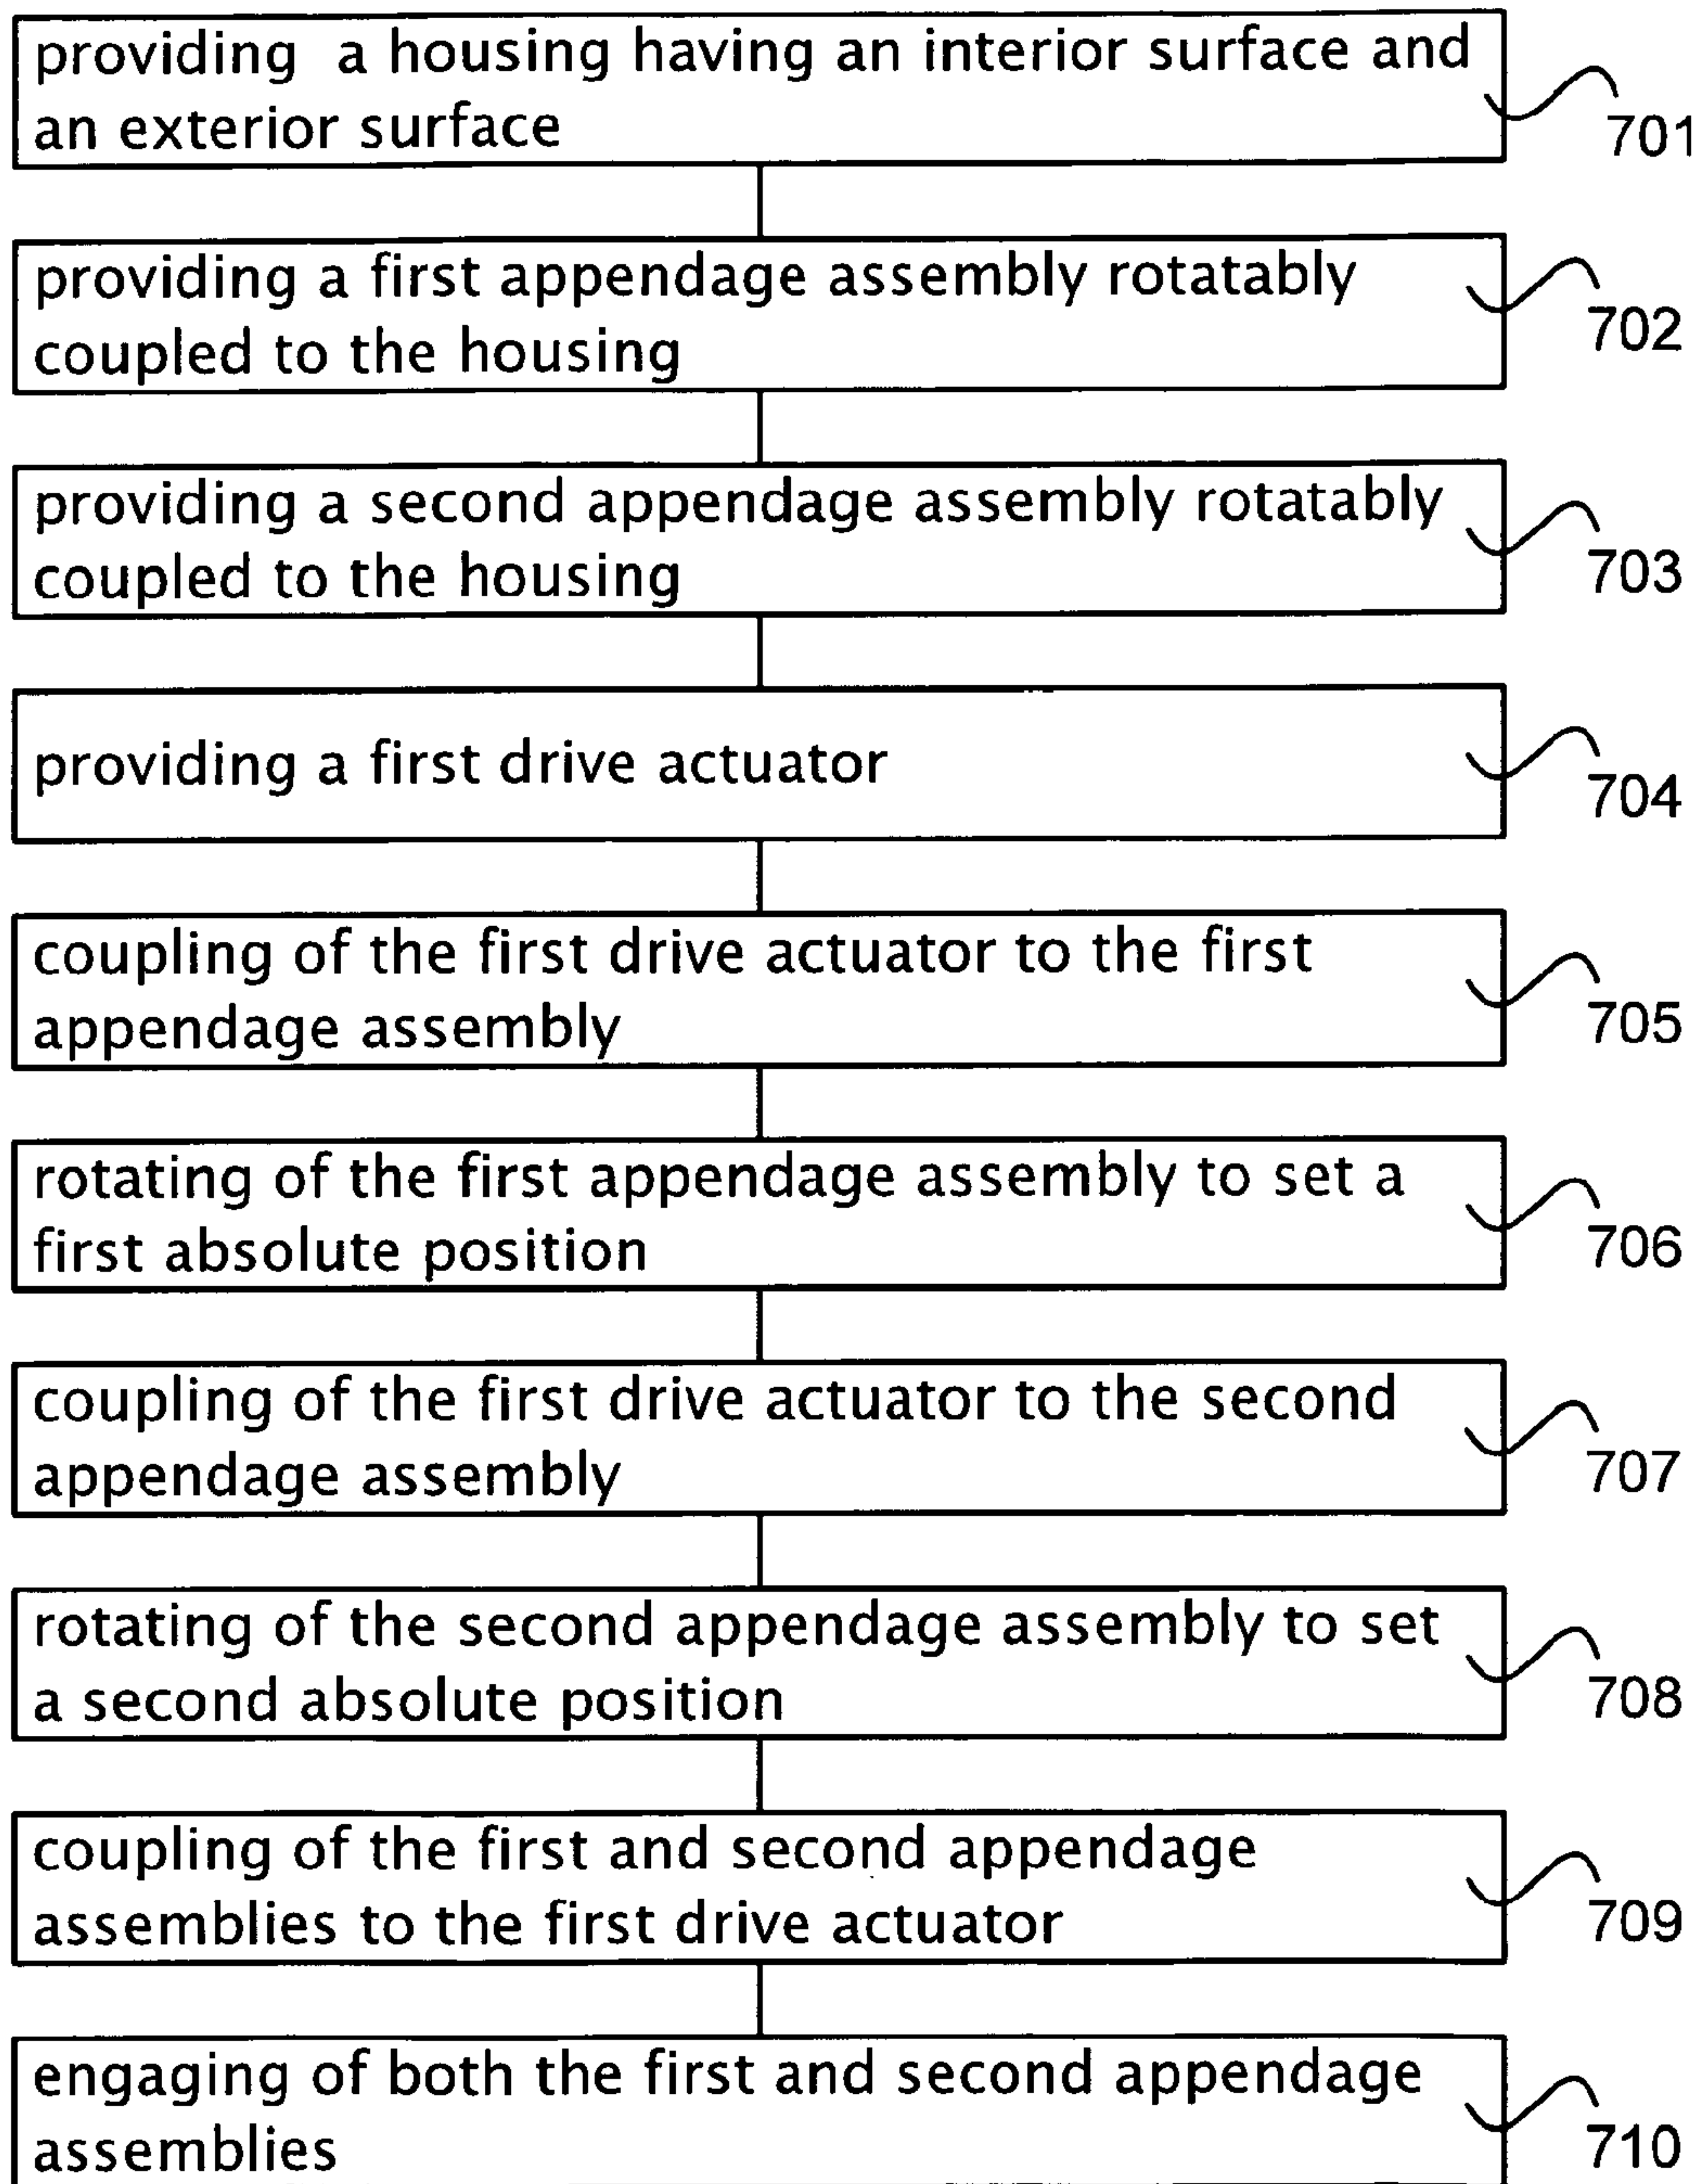 providing a housing having an interior surface and
an exterior surface
701
providing a first appendage assembly rotatably
coupled to the housing
702
providing a second appendage assembly rotatably
coupled to the housing
703
providing a first drive actuator
704
coupling of the first drive actuator to the first
appendage assembly
705
rotating of the first appendage assembly to set a
first absolute position
706
coupling of the first drive actuator to the second
appendage assembly
707
rotating of the second appendage assembly to set
a second absolute position
708
coupling of the first and second appendage
assemblies to the first drive actuator
709
engaging of both the first and second appendage
assemblies
710